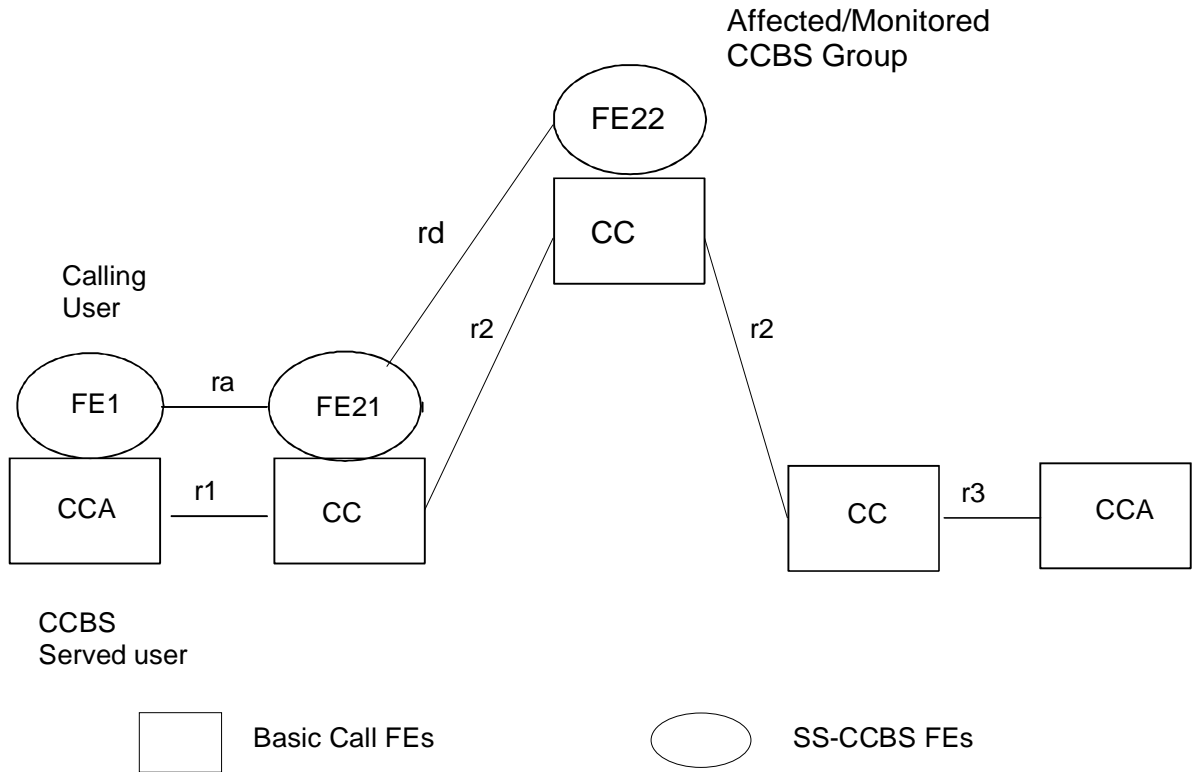 Affected/Monitored
CCBS Group
FE22
CC
rd
r2
r2
Calling
User
FE1
ra
FE21
CCA
r1
CC
CC
r3
CCA
CCBS
Served user
Basic Call FEs
SS-CCBS FEs